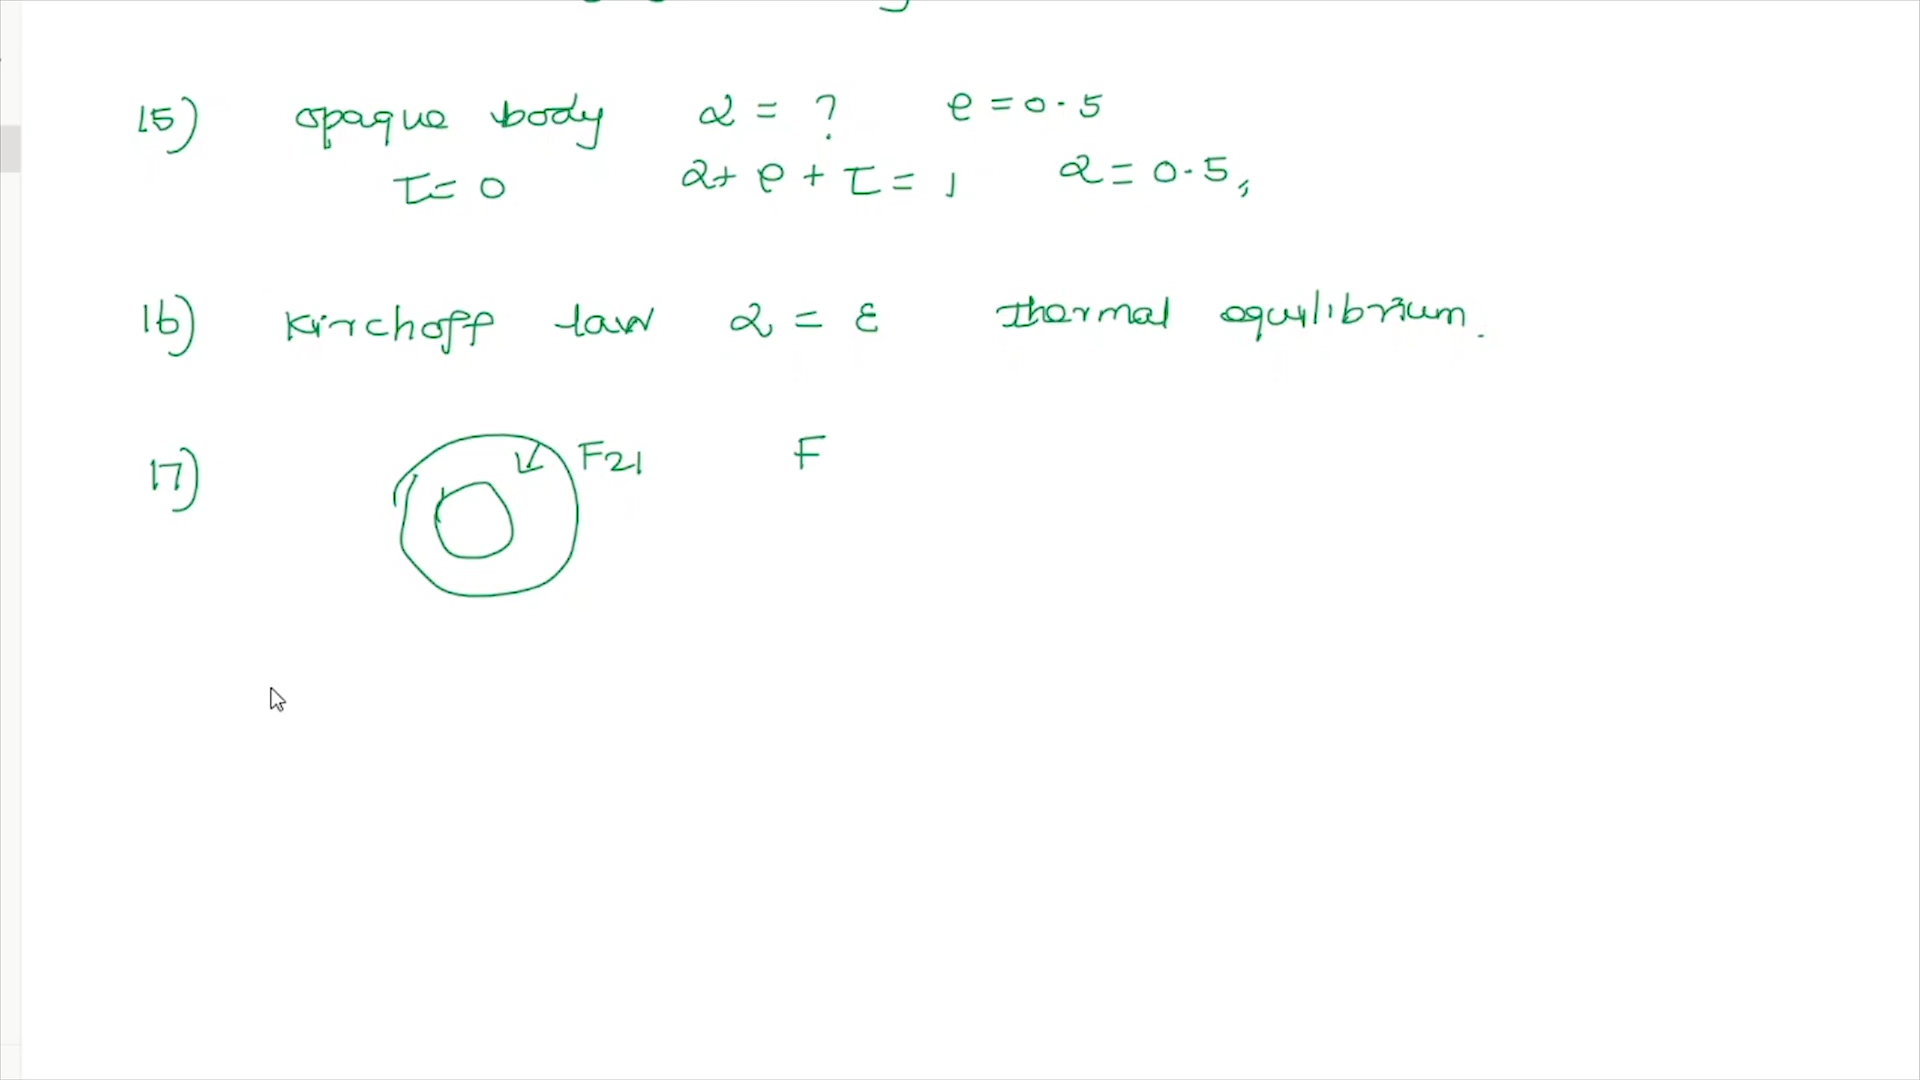 15) opaque body α = ? ρ = 0.5
τ = 0 α + ρ + τ = 1 α = 0.5,
16) Kirchoff law α = ε thermal equilibrium.
17) F21 F